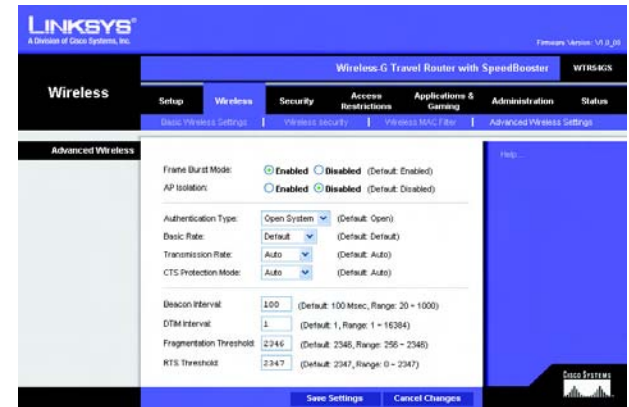 LINKSYS®
A Division of Cisco Systems, Inc.
Firmware Version: V1.0_00
Wireless-G Travel Router with SpeedBooster WTR54GS
Wireless
Setup Wireless Security Access Restrictions Applications & Gaming Administration Status
Basic Wireless Settings | Wireless Security | Wireless MAC Filter | Advanced Wireless Settings
Advanced Wireless
Help...
Frame Burst Mode: Enabled Disabled (Default: Enabled)
AP Isolation: Enabled Disabled (Default: Disabled)
Authentication Type: Open System (Default: Open)
Basic Rate: Default (Default: Default)
Transmission Rate: Auto (Default: Auto)
CTS Protection Mode: Auto (Default: Auto)
Beacon Interval: 100 (Default: 100 Msec, Range: 20 ~ 1000)
DTIM Interval: 1 (Default: 1, Range: 1 ~ 16384)
Fragmentation Threshold: 2346 (Default: 2346, Range: 256 ~ 2346)
RTS Threshold: 2347 (Default: 2347, Range: 0 ~ 2347)
Save Settings Cancel Changes
CISCO SYSTEMS